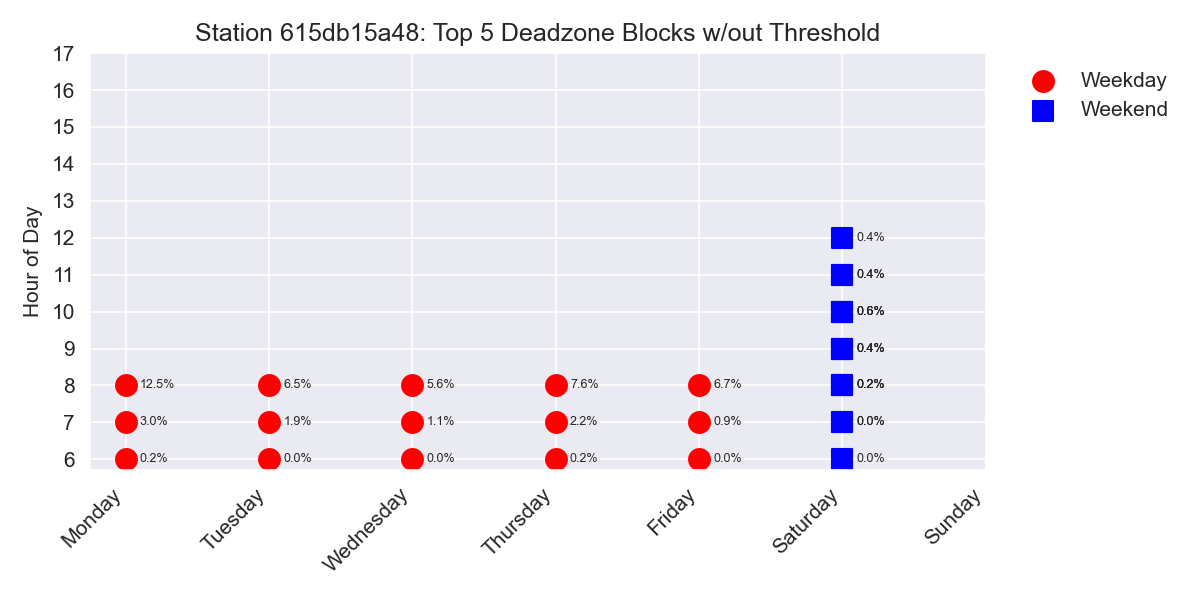 Station 615db15a48: Top 5 Deadzone Blocks w/out Threshold
Weekday
Weekend
Hour of Day
17
16
15
14
13
12 0.4%
11 0.4%
10 0.6%
9 0.4%
8 12.5% 6.5% 5.6% 7.6% 6.7% 0.2%
7 3.0% 1.9% 1.1% 2.2% 0.9% 0.0%
6 0.2% 0.0% 0.0% 0.2% 0.0% 0.0%
Monday Tuesday Wednesday Thursday Friday Saturday Sunday